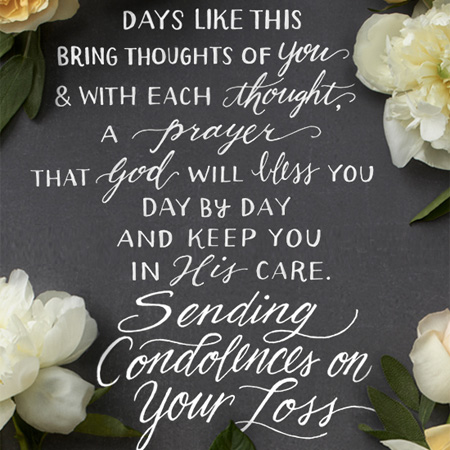 DAYS LIKE THIS
BRING THOUGHTS OF you
& WITH EACH thought,
A prayer
THAT God WILL bless YOU
DAY BY DAY
AND KEEP YOU
IN His CARE.
Sending
Condolences on
Your Loss